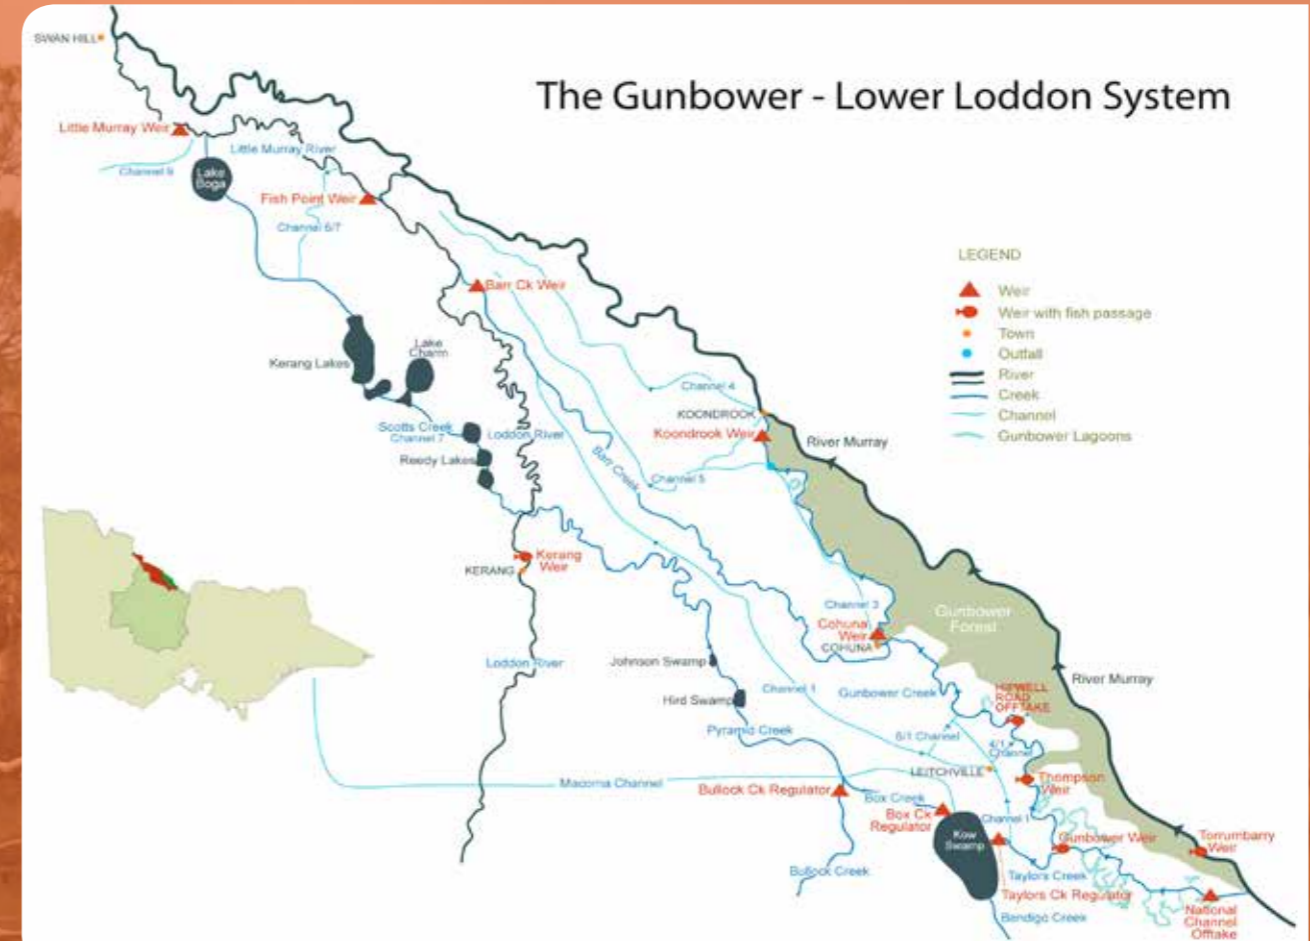 The Gunbower - Lower Loddon System
SWAN HILL
Little Murray Weir
Little Murray River
Channel 9
Lake
Boga
Fish Point Weir
Channel 6/7
Barr Ck Weir
LEGEND
Weir
Weir with fish passage
Town
Outfall
River
Creek
Channel
Gunbower Lagoons
Kerang Lakes
Lake
Charm
Channel 4
KOONDROOK
Koondrook Weir
River Murray
Scotts Creek
Channel 7
Loddon River
Reedy Lakes
Barr Creek
Channel 5
Kerang
Weir
KERANG
Channel 3
Gunbower
Forest
Cohuna
Weir
COHUNA
Loddon River
Johnson Swamp
Hird Swamp
Channel 1
Gunbower Creek
HIPWELL
ROAD
OFFTAKE
River Murray
Pyramid Creek
6/1 Channel
4/1
Channel
LEITCHVILLE
Thompson
Weir
Macorna Channel
Bullock Ck Regulator
Box Creek
Box Ck
Regulator
Channel 1
Kow
Swamp
Gunbower Weir
Torrumbarry
Weir
Bullock Creek
Taylors Creek
Taylors Ck Regulator
Bendigo Creek
National
Channel
Offtake